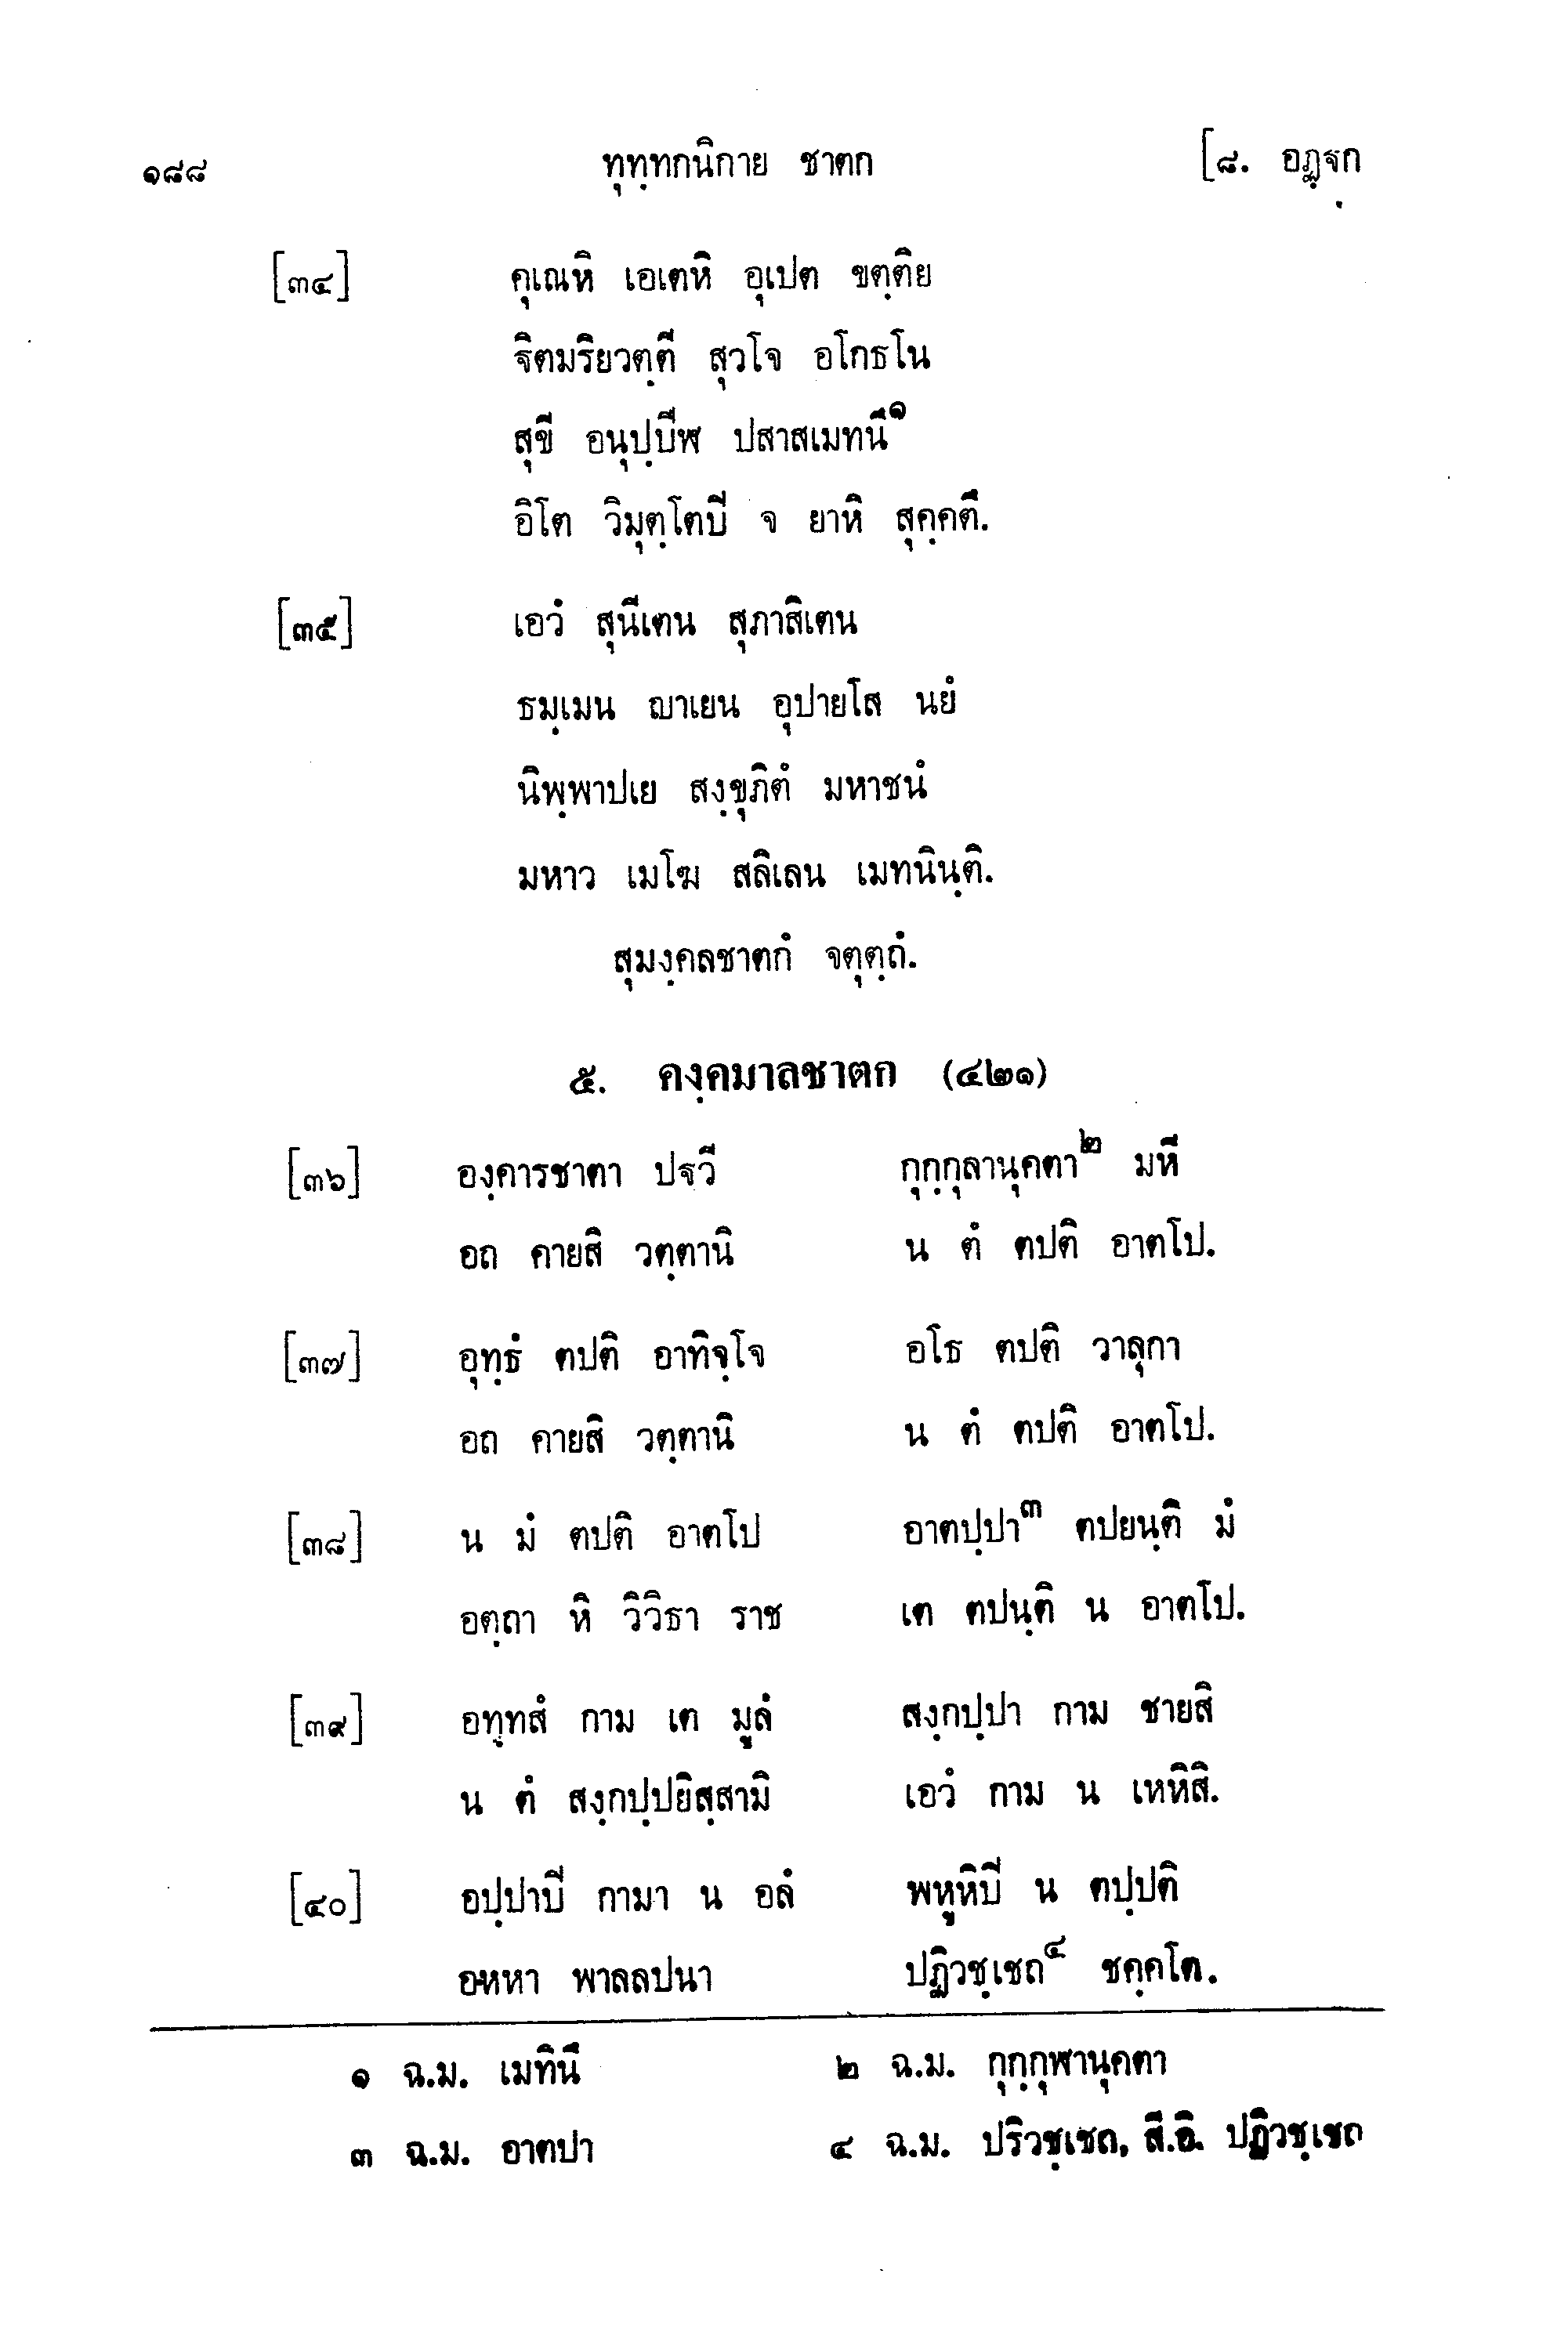 ๑๘๘ ทุทฺทกนิกาย ชาตก [๘. อฏฺฐก
[๓๔] คุเณหิ เอเตหิ อุเปต ขตฺติย
จิตมริยวตฺตี สุวโจ อโกธโน
สุขี อนุปฺปีฬ ปสาสเมทนึ๑
อิโต วิมุตฺโตปี จ ยาหิ สุคฺคตึ.
[๓๕] เอวํ สุนีเตน สุภาสิเตน
ธมฺเมน ญาเยน อุปายโส นยํ
นิพฺพาปเย สงฺขุภิตํ มหาชนํ
มหาว เมโฆ สลิเลน เมทนินฺติ.
สุมงฺคลชาตกํ จตุตฺถํ.
๕. คงฺคมาลชาตก (๔๒๑)
[๓๖] องฺคารชาตา ปฐวี กุกฺกุลานุคตา๒ มหี
อถ คายสิ วตฺตานิ น ตํ ตปติ อาตโป.
[๓๗] อุทฺธํ ตปติ อาทิจฺโจ อโธ ตปติ วาลุกา
อถ คายสิ วตฺตานิ น ตํ ตปติ อาตโป.
[๓๘] น มํ ตปติ อาตโป อาตปฺปา๓ ตปยนฺติ มํ
อตฺถา หิ วิวิธา ราช เต ตปนฺติ น อาตโป.
[๓๙] อทฺทสํ กาม เต มูลํ สงฺกปฺปา กาม ชายสิ
น ตํ สงฺกปฺปยิสฺสามิ เอวํ กาม น เหหิสิ.
[๔๐] อปฺปาปี กามา น อลํ พหูหิปี น ตปฺปติ
อหหา พาลลปนา ปฏิวชฺเชถ๔ ชคฺคโต.
๑ ฉ.ม. เมทินึ ๒ ฉ.ม. กุกฺกุฬานุคตา
๓ ฉ.ม. อาตปา ๔ ฉ.ม. ปริวชฺเชถ, สี.อิ. ปฏิวชฺเชถ